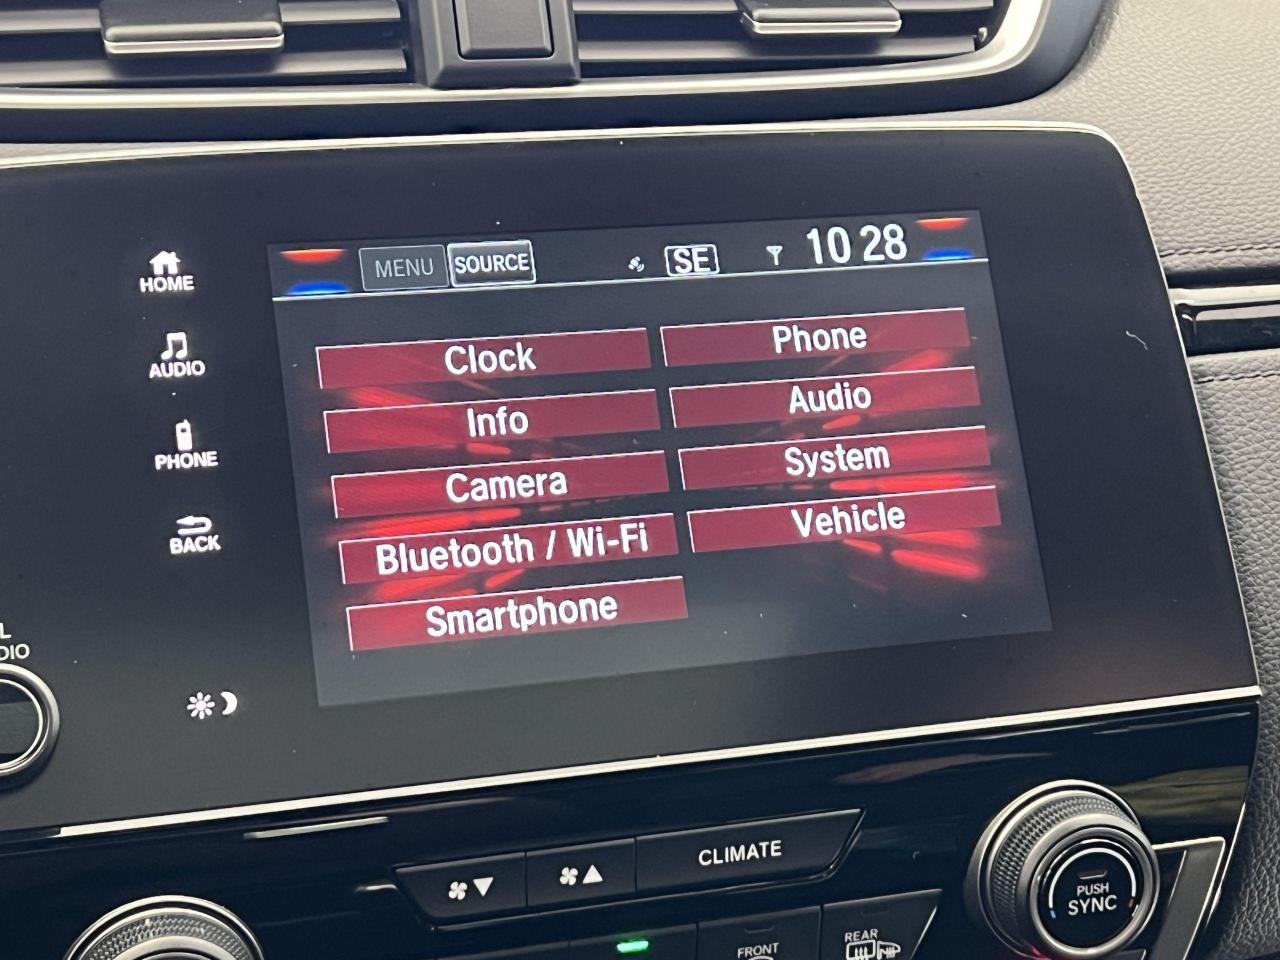 MENU SOURCE SE 10 28
HOME
AUDIO
PHONE
BACK
Clock
Phone
Info
Audio
Camera
System
Bluetooth / Wi-Fi
Vehicle
Smartphone
CLIMATE
PUSH
SYNC
FRONT
REAR